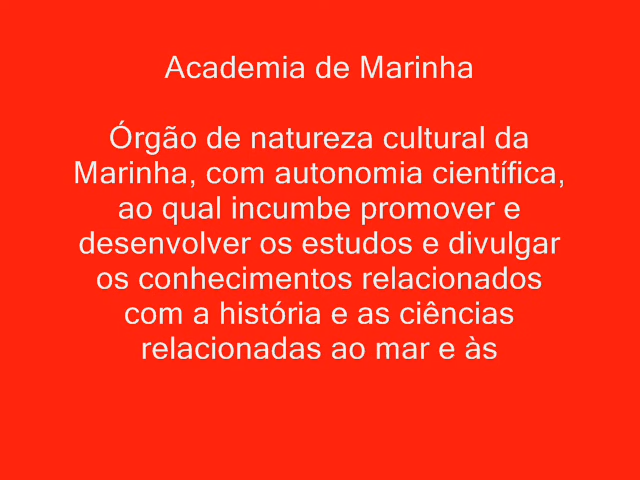 Academia de Marinha
Órgão de natureza cultural da
Marinha, com autonomia científica,
ao qual incumbe promover e
desenvolver os estudos e divulgar
os conhecimentos relacionados
com a história e as ciências
relacionadas ao mar e às